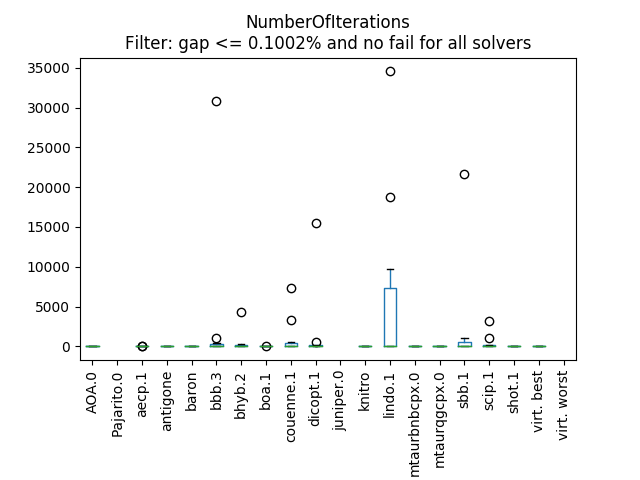 NumberOfIterations
Filter: gap <= 0.1002% and no fail for all solvers
35000
30000
25000
20000
15000
10000
5000
0
AOA.0
Pajarito.0
aecp.1
antigone
baron
bbb.3
bhyb.2
boa.1
couenne.1
dicopt.1
juniper.0
knitro
lindo.1
mtaurbnbcpx.0
mtaurqgcpx.0
sbb.1
scip.1
shot.1
virt. best
virt. worst